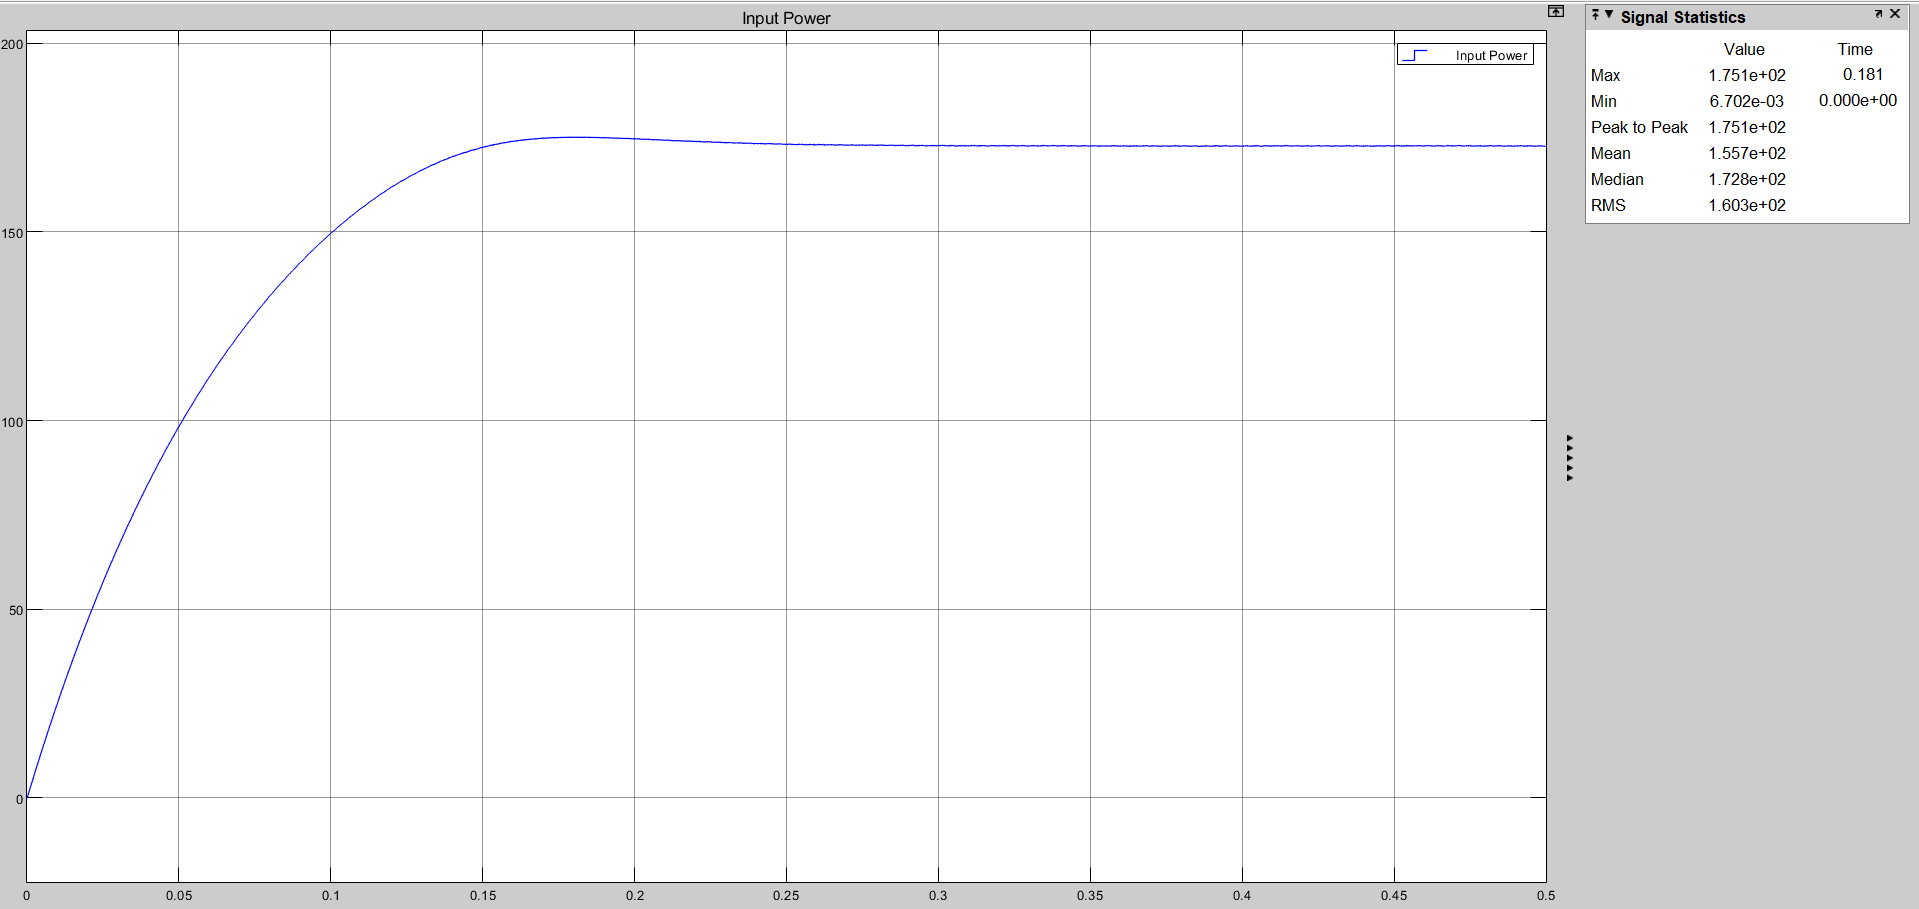 Input Power
200
150
100
50
0
0 0.05 0.1 0.15 0.2 0.25 0.3 0.35 0.4 0.45 0.5
Input Power
Signal Statistics
Value Time
Max 1.751e+02 0.181
Min 6.702e-03 0.000e+00
Peak to Peak 1.751e+02
Mean 1.557e+02
Median 1.728e+02
RMS 1.603e+02